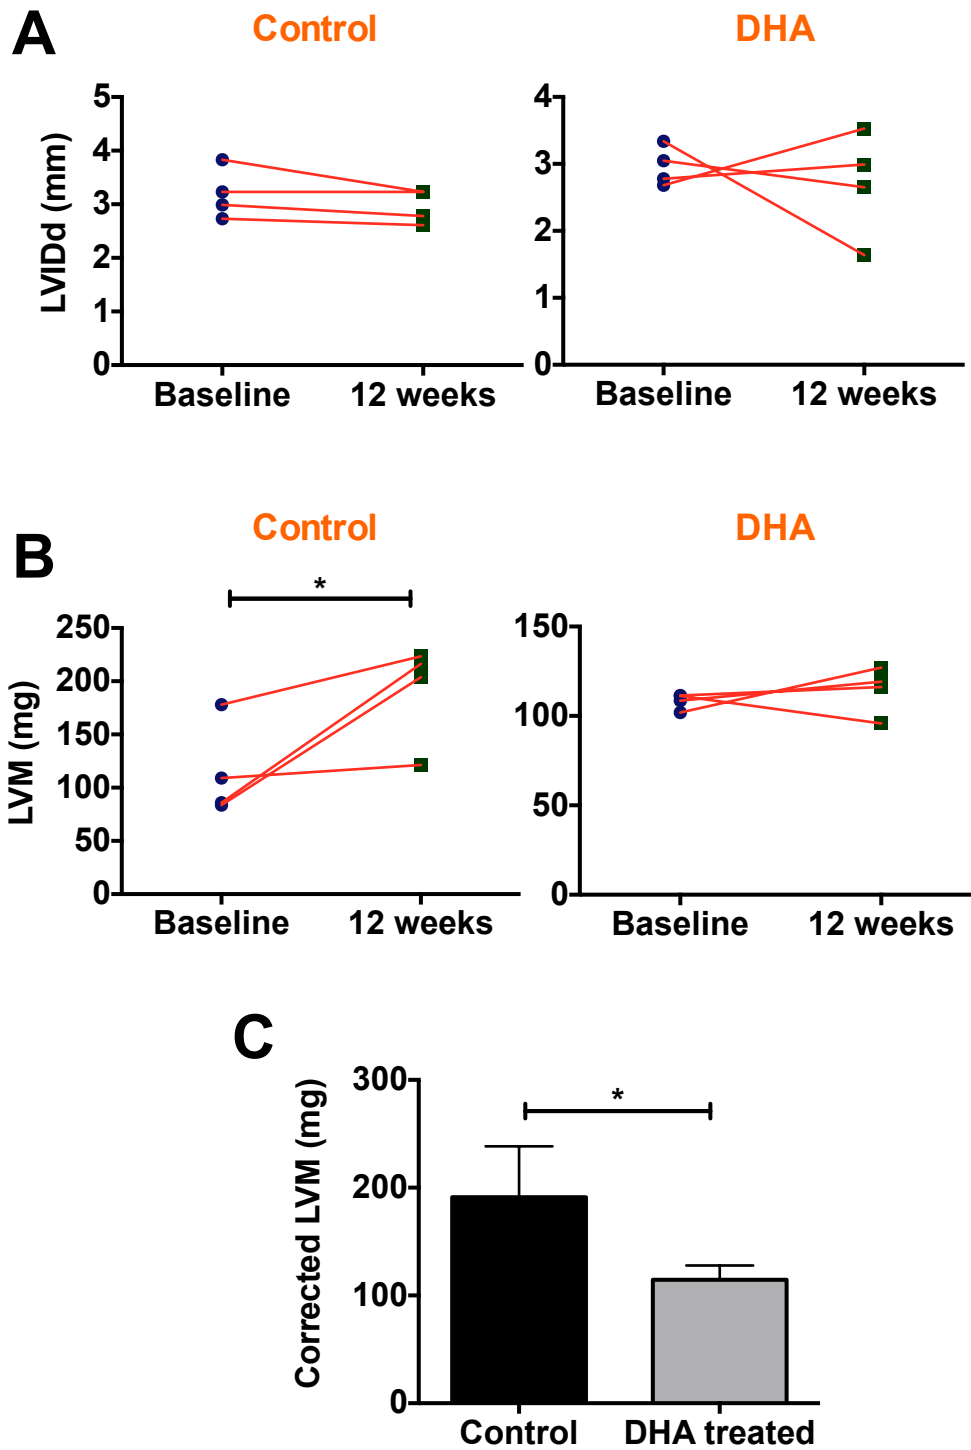 A
Control
DHA
LVIDd (mm)
5
4
3
2
1
0
Baseline
12 weeks
4
3
2
1
0
Baseline
12 weeks
B
Control
DHA
*
LVM (mg)
250
200
150
100
50
0
Baseline
12 weeks
150
100
50
0
Baseline
12 weeks
C
Corrected LVM (mg)
300
200
100
0
*
Control
DHA treated